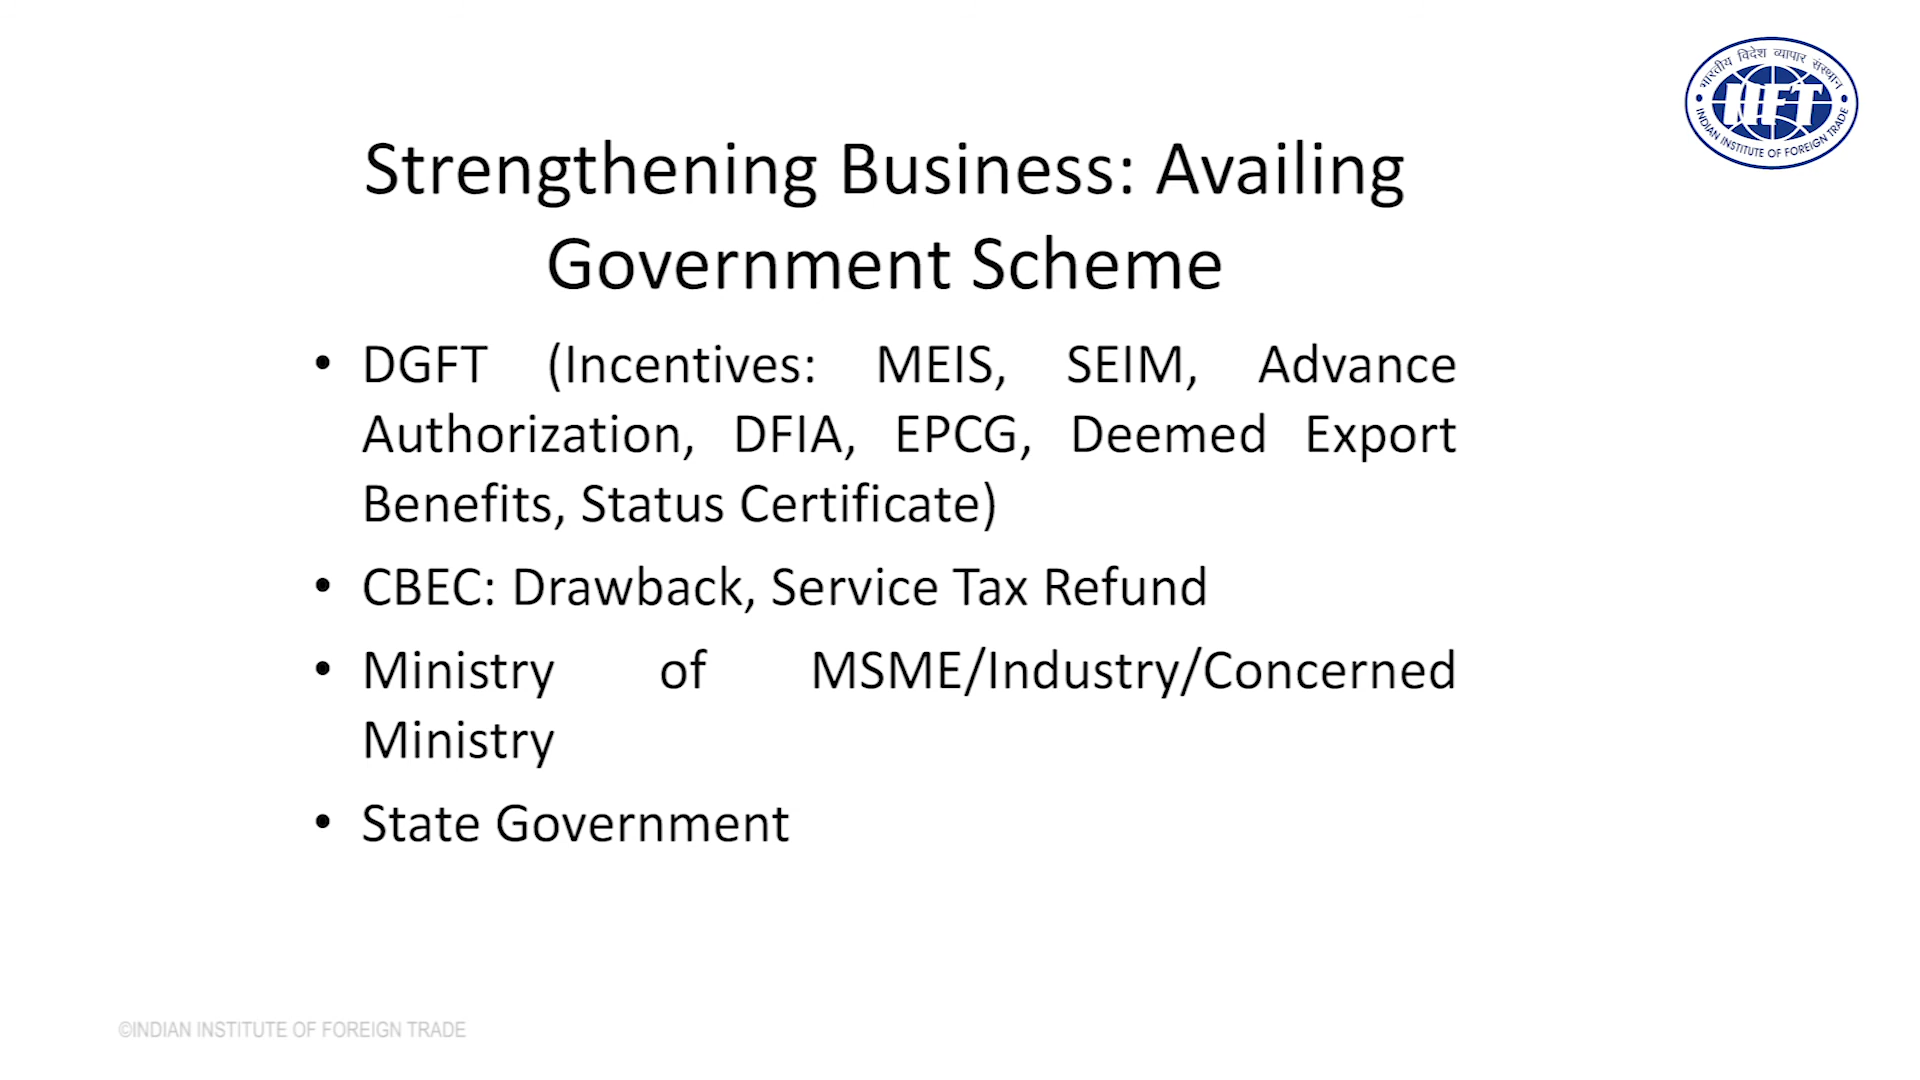 भारतीय विदेश व्यापार संस्थान
IIFT
INDIAN INSTITUTE OF FOREIGN TRADE
Strengthening Business: Availing
Government Scheme
• DGFT (Incentives: MEIS, SEIM, Advance
Authorization, DFIA, EPCG, Deemed Export
Benefits, Status Certificate)
• CBEC: Drawback, Service Tax Refund
• Ministry of MSME/Industry/Concerned
Ministry
• State Government
©INDIAN INSTITUTE OF FOREIGN TRADE